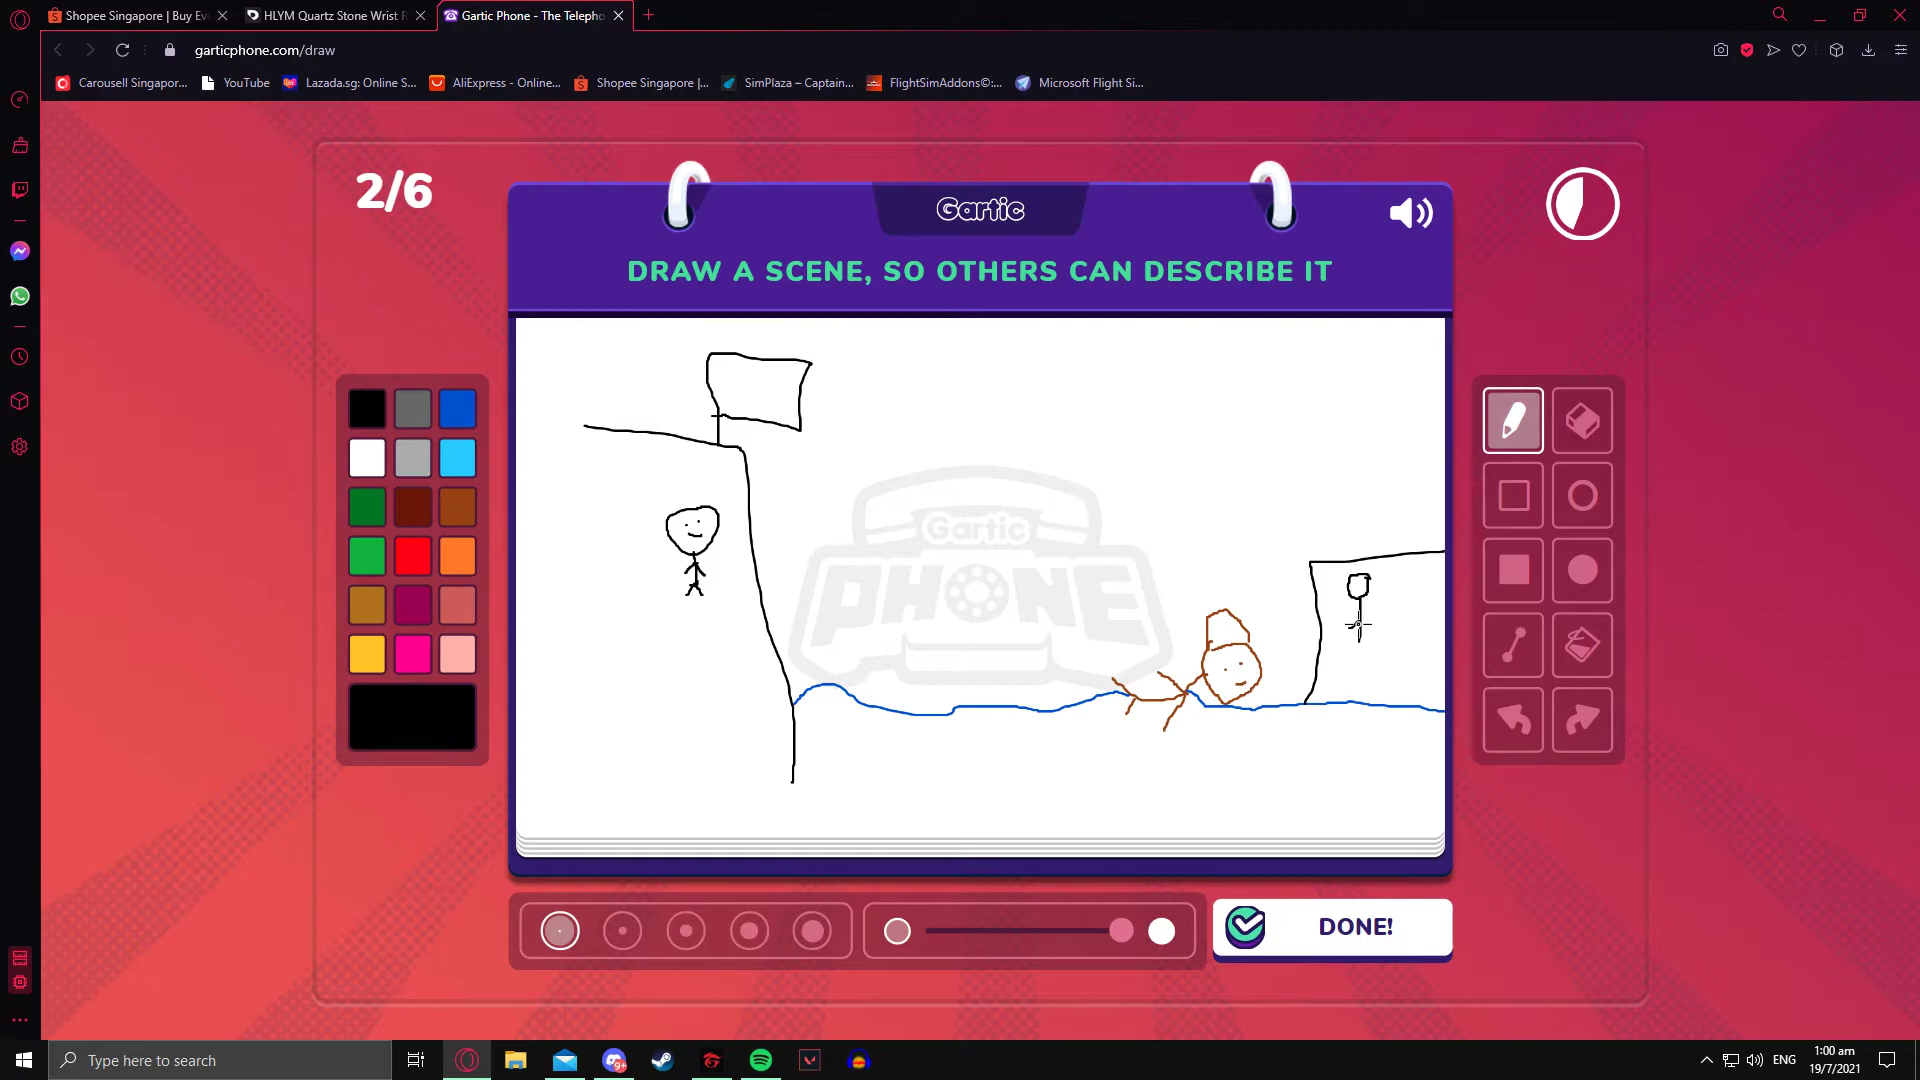 Shopee Singapore | Buy Ev
HLYM Quartz Stone Wrist R
Gartic Phone - The Telepho
garticphone.com/draw
Carousell Singapor...
YouTube
Lazada.sg: Online S...
AliExpress - Online...
Shopee Singapore |...
SimPlaza – Captain...
FlightSimAddons©:...
Microsoft Flight Si...
2/6
Gartic
DRAW A SCENE, SO OTHERS CAN DESCRIBE IT
Gartic
PHONE
DONE!
Type here to search
9+
ENG
1:00 am
19/7/2021